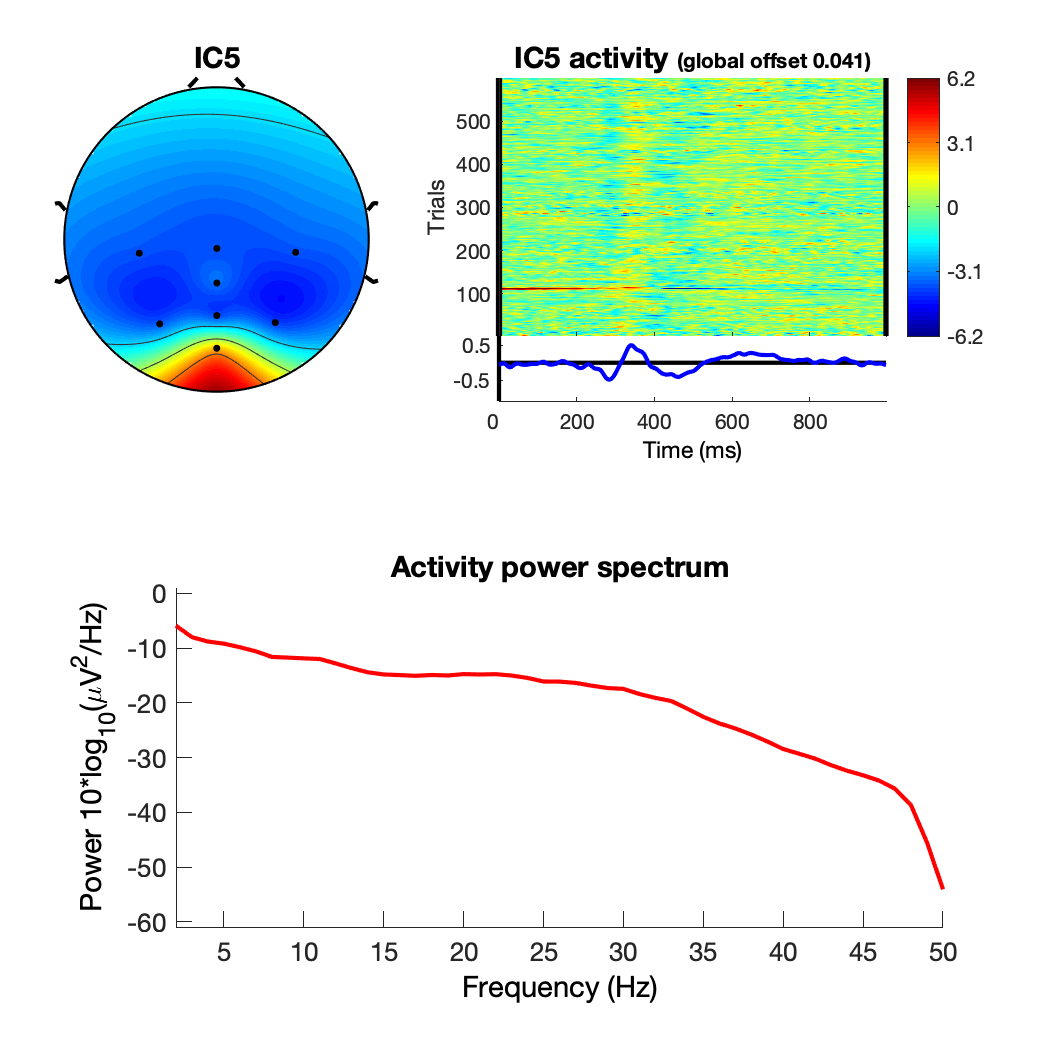 IC5
IC5 activity (global offset 0.041)
Trials
500
400
300
200
100
6.2
3.1
0
-3.1
-6.2
0.5
-0.5
0 200 400 600 800
Time (ms)
Activity power spectrum
Power 10*log10(μV2/Hz)
0
-10
-20
-30
-40
-50
-60
5 10 15 20 25 30 35 40 45 50
Frequency (Hz)